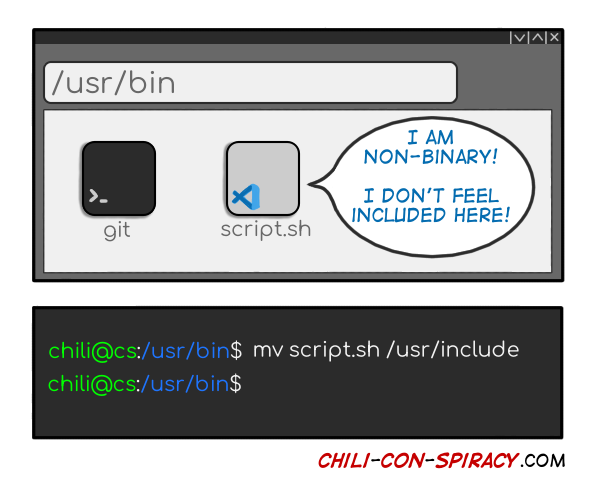 /usr/bin
I AM
NON-BINARY!
I DON'T FEEL
INCLUDED HERE!
git
script.sh
chili@cs:/usr/bin$ mv script.sh /usr/include
chili@cs:/usr/bin$
CHILI-CON-SPIRACY.COM